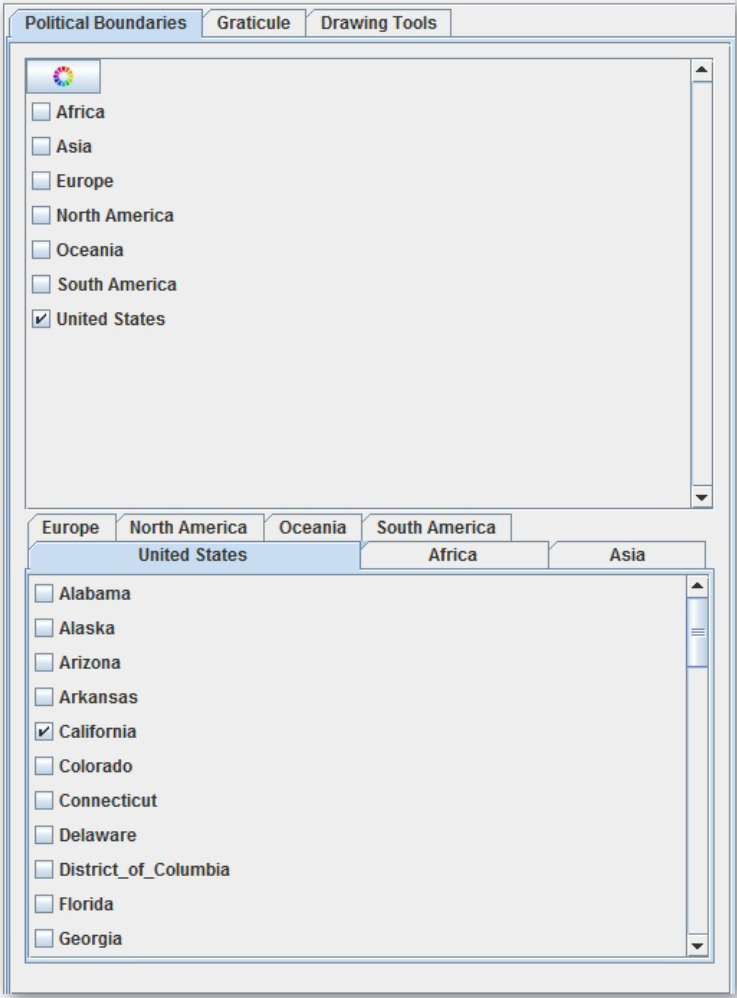 Political Boundaries Graticule Drawing Tools
Africa
Asia
Europe
North America
Oceania
South America
United States
Europe North America Oceania South America
United States Africa Asia
Alabama
Alaska
Arizona
Arkansas
California
Colorado
Connecticut
Delaware
District_of_Columbia
Florida
Georgia